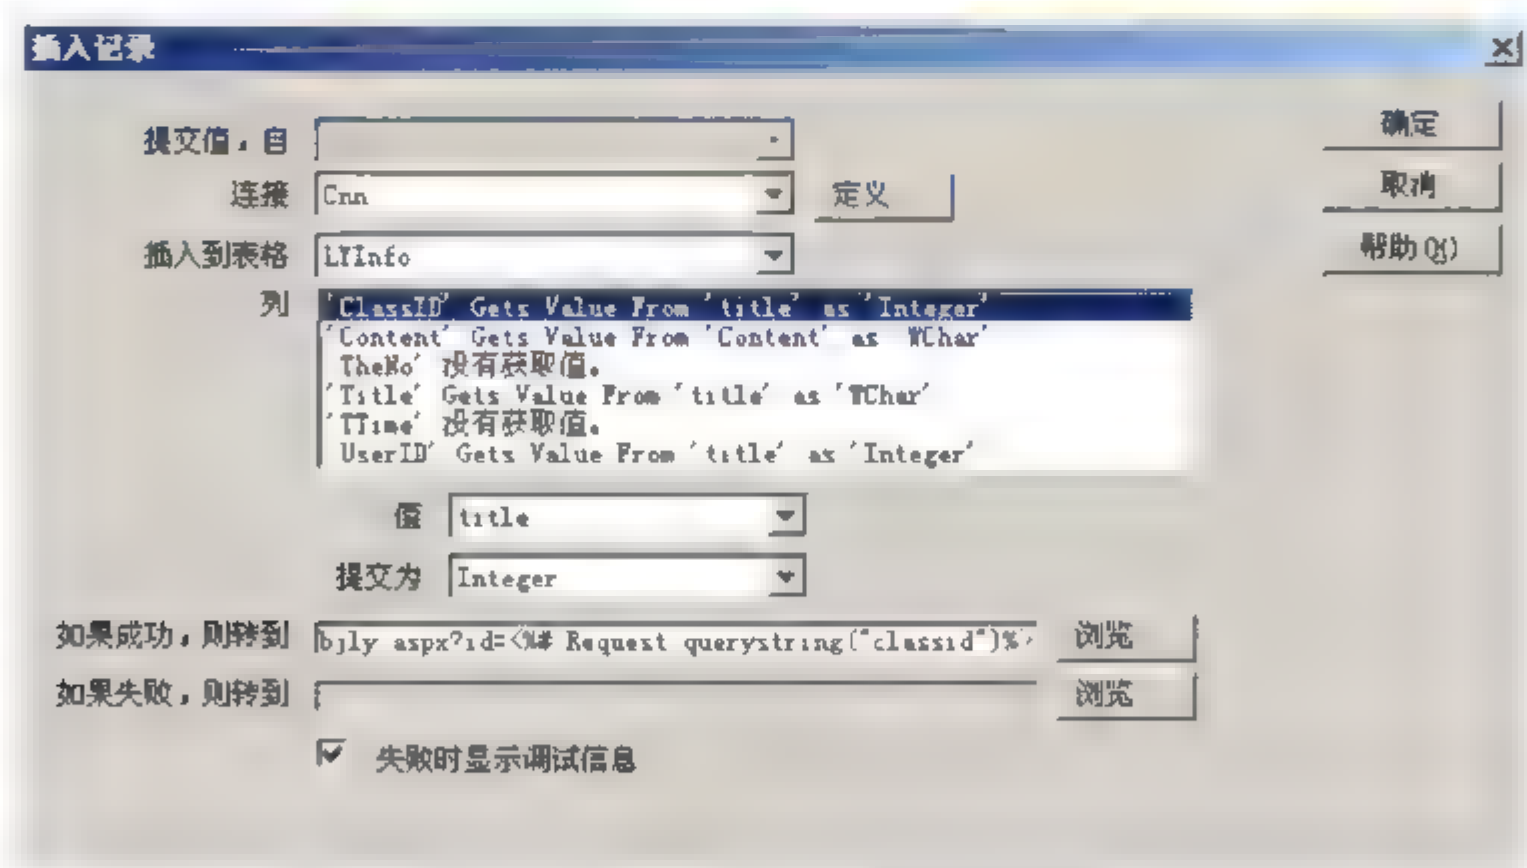 插入记录
提交值，自
确定
连接 Cnn 定义
取消
插入到表格 LYInfo
帮助(H)
列 'ClassID' Gets Value From 'title' as 'Integer'
'Content' Gets Value From 'Content' as 'WChar'
'TheNo' 没有获取值。
'Title' Gets Value From 'title' as 'WChar'
'TTime' 没有获取值。
'UserID' Gets Value From 'title' as 'Integer'
值 title
提交为 Integer
如果成功，则转到 bjly aspx?id=<%# Request querystring("classid")%> 浏览
如果失败，则转到 浏览
失败时显示调试信息